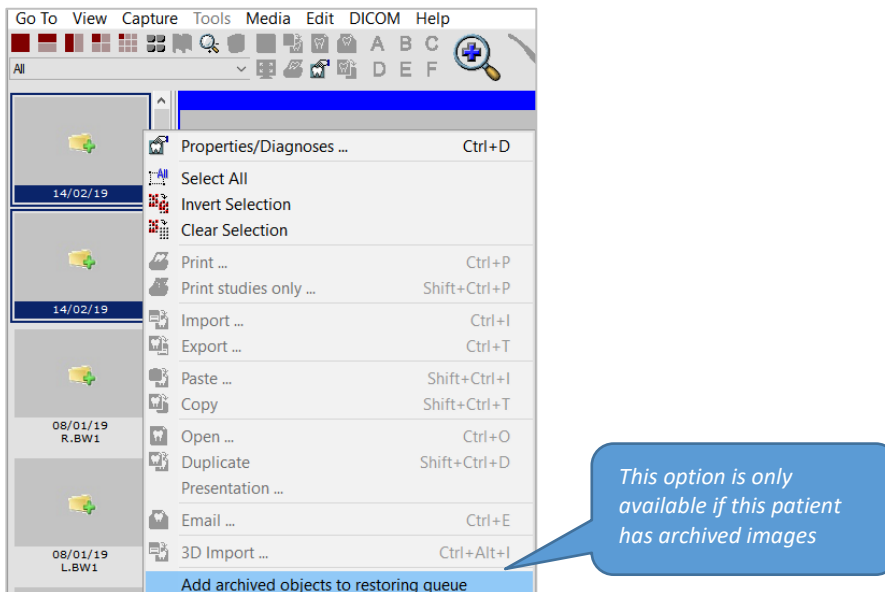 Go To View Capture Tools Media Edit DICOM Help
A B C
All
D E F
14/02/19
14/02/19
08/01/19
R.BW1
08/01/19
L.BW1
Properties/Diagnoses ... Ctrl+D
All
Select All
Invert Selection
Clear Selection
Print ... Ctrl+P
Print studies only ... Shift+Ctrl+P
Import ... Ctrl+I
Export ... Ctrl+T
Paste ... Shift+Ctrl+I
Copy Shift+Ctrl+T
Open ... Ctrl+O
Duplicate Shift+Ctrl+D
Presentation ...
Email ... Ctrl+E
3D Import ... Ctrl+Alt+I
Add archived objects to restoring queue
This option is only
available if this patient
has archived images